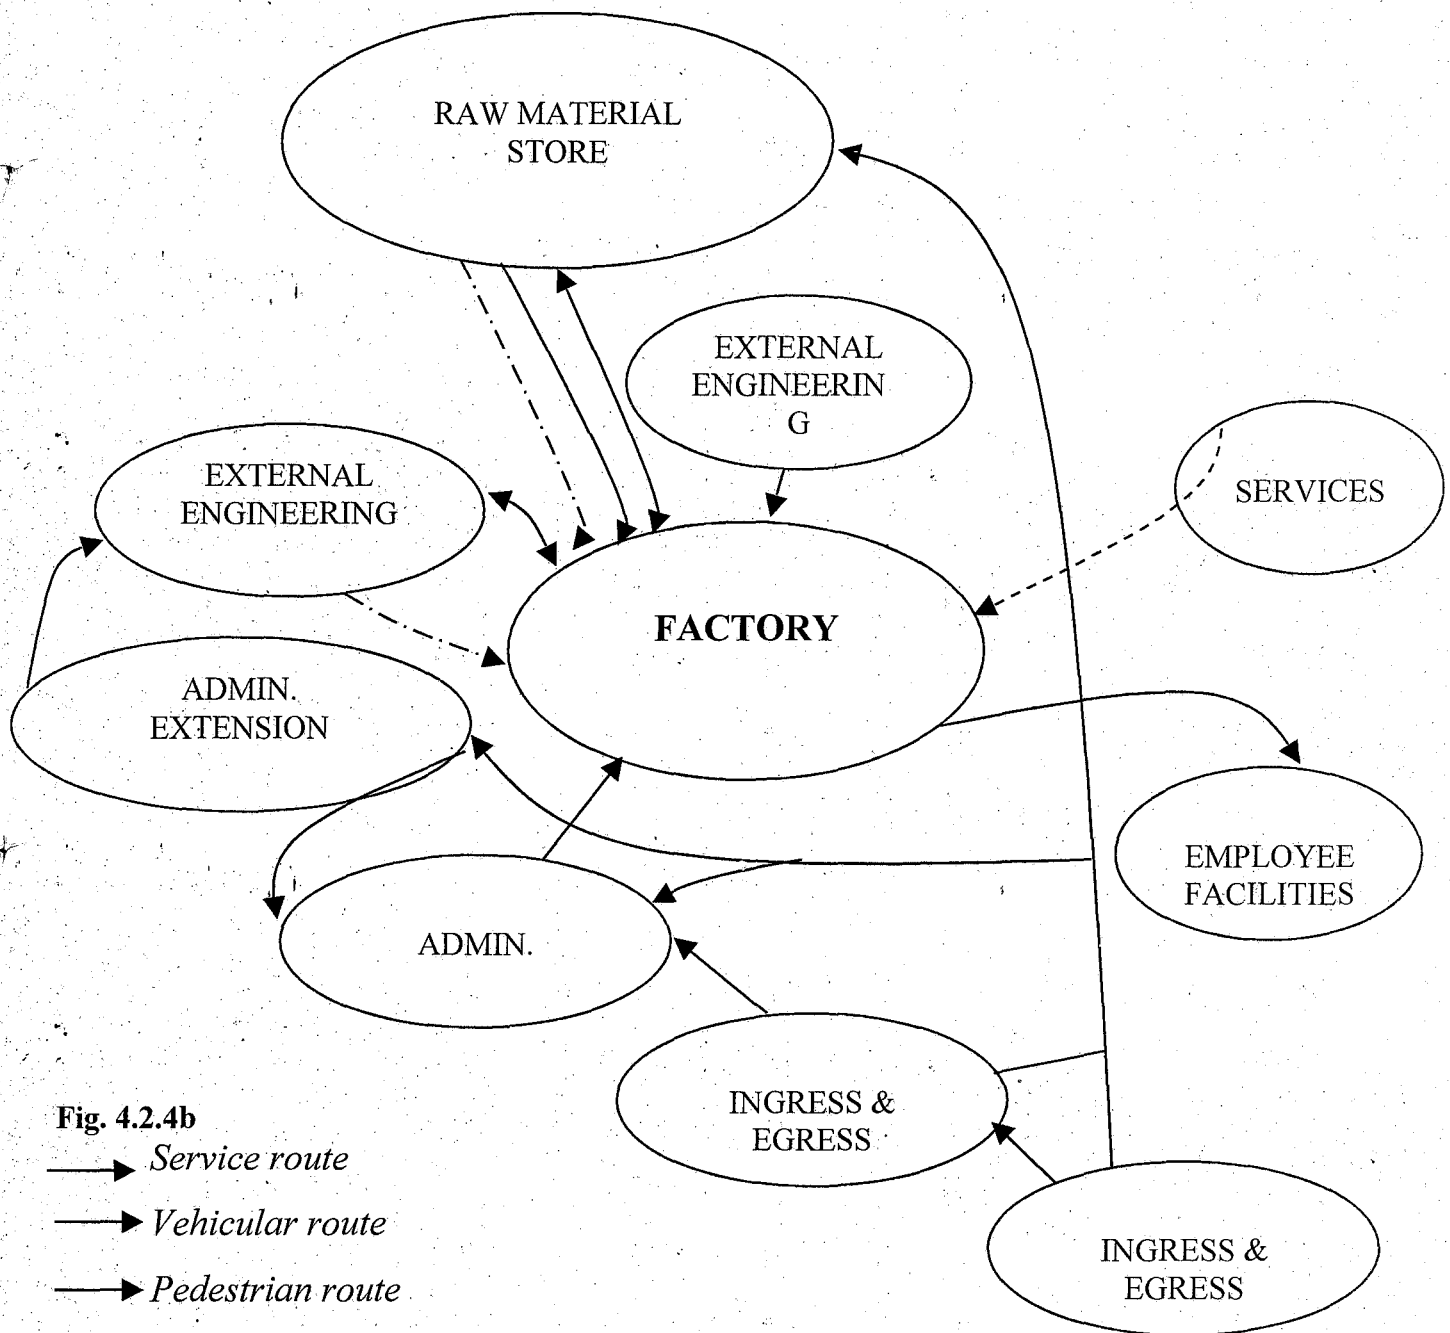 RAW MATERIAL
STORE
EXTERNAL
ENGINEERIN
G
EXTERNAL
ENGINEERING
SERVICES
FACTORY
ADMIN.
EXTENSION
EMPLOYEE
FACILITIES
ADMIN.
INGRESS &
EGRESS
INGRESS &
EGRESS
Fig. 4.2.4b
Service route
Vehicular route
Pedestrian route